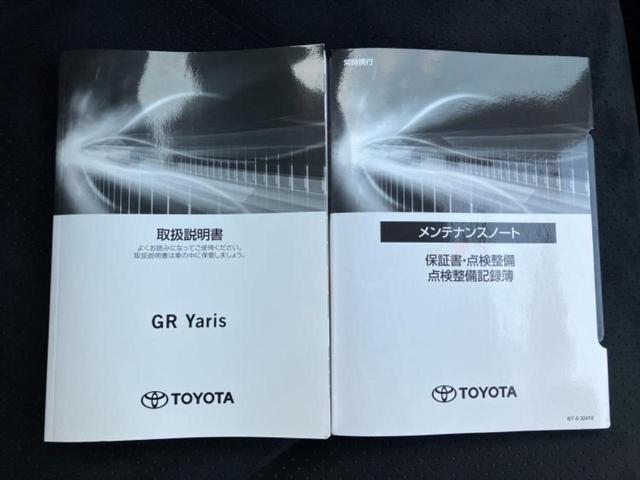 取扱説明書
よくお読みになってご使用ください。
取扱説明書は車の中に保管しましょう。
GR Yaris
TOYOTA
常時携行
メンテナンスノート
保証書・点検整備
点検整備記録簿
TOYOTA